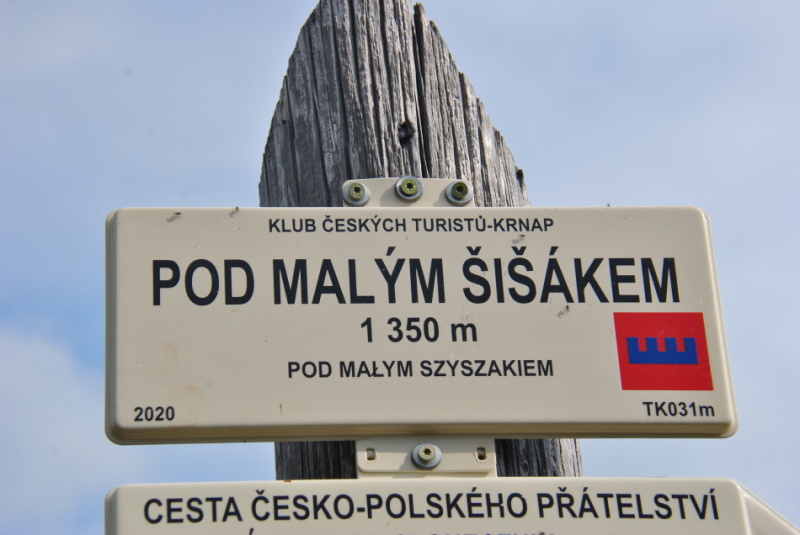 KLUB ČESKÝCH TURISTŮ-KRNAP
POD MALÝM ŠIŠÁKEM
1 350 m
POD MAŁYM SZYSZAKIEM
2020 TK031m
CESTA ČESKO-POLSKÉHO PŘÁTELSTVÍ